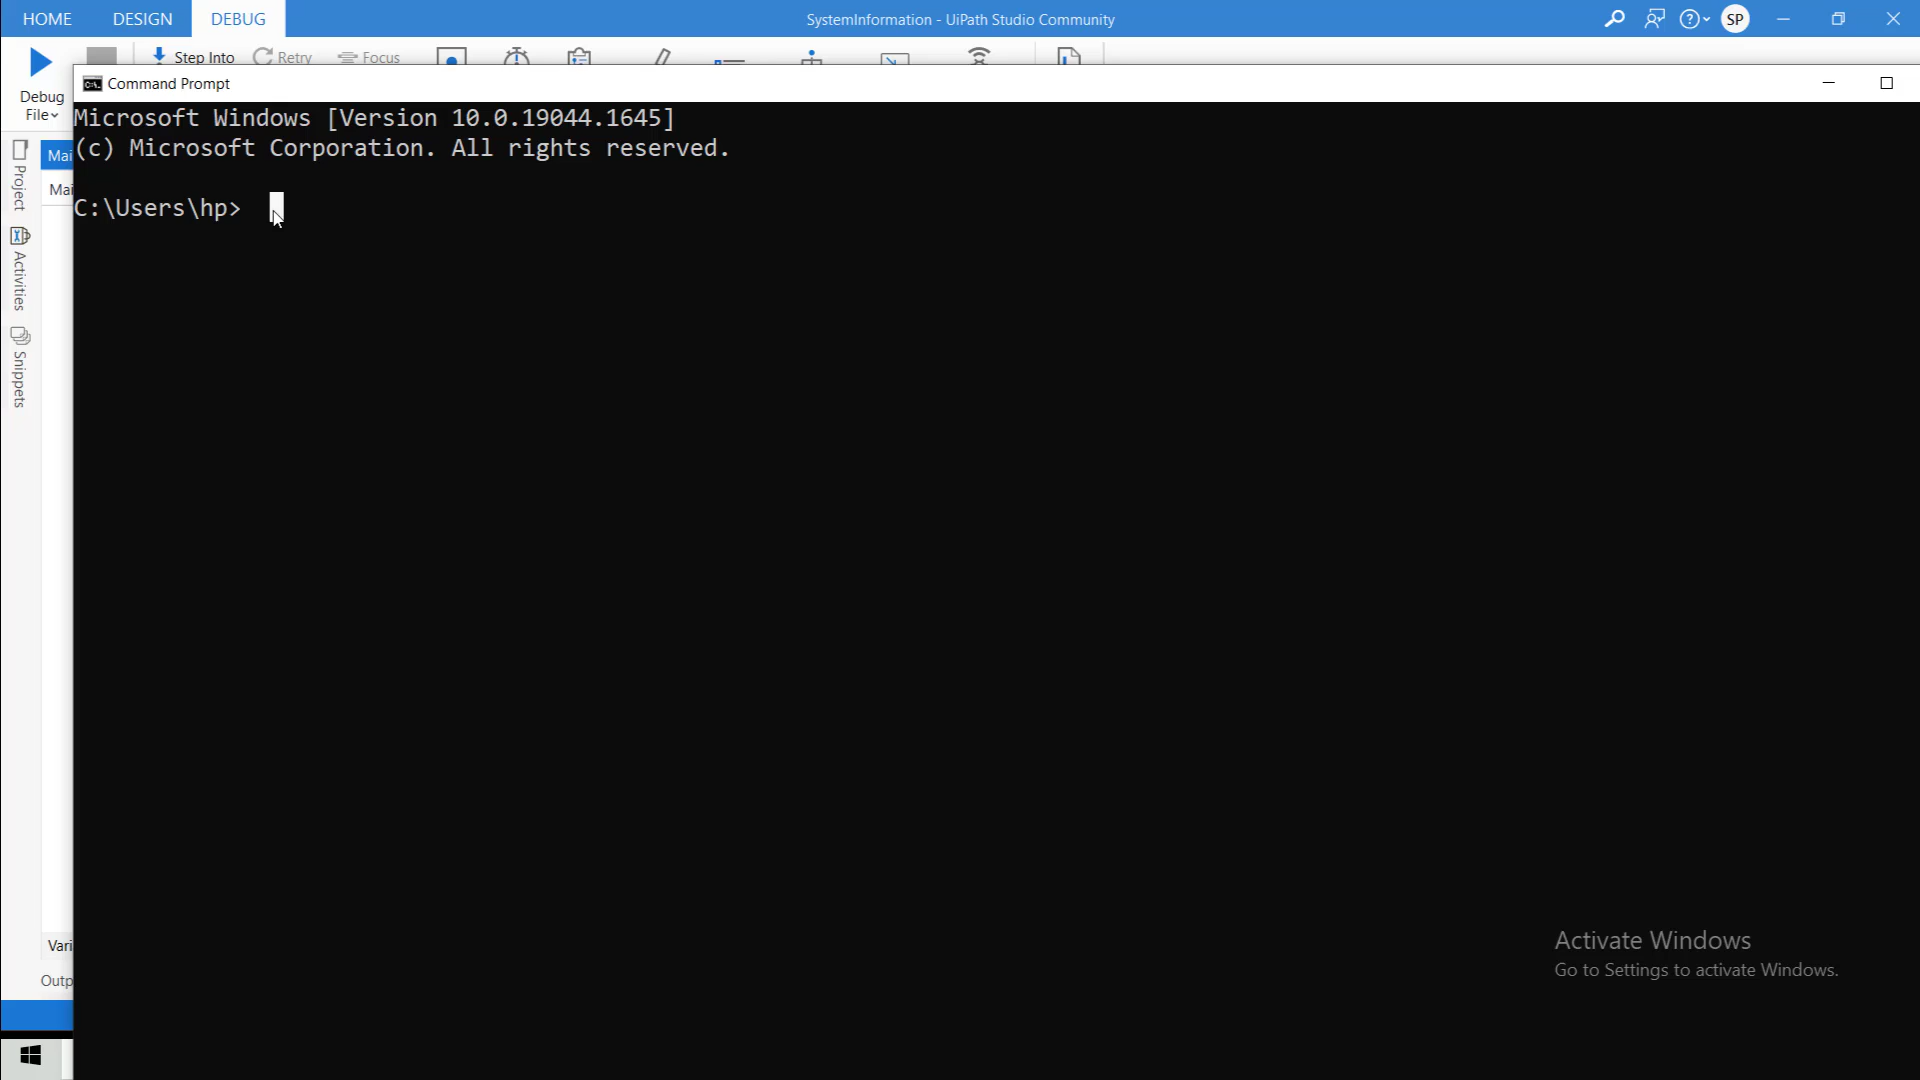 HOME DESIGN DEBUG SystemInformation - UiPath Studio Community SP
Step Into Retry Focus
Debug
File
Command Prompt
Microsoft Windows [Version 10.0.19044.1645]
(c) Microsoft Corporation. All rights reserved.
C:\Users\hp>
Mai
Mai
Project
Activities
Snippets
Vari
Outp
Activate Windows
Go to Settings to activate Windows.